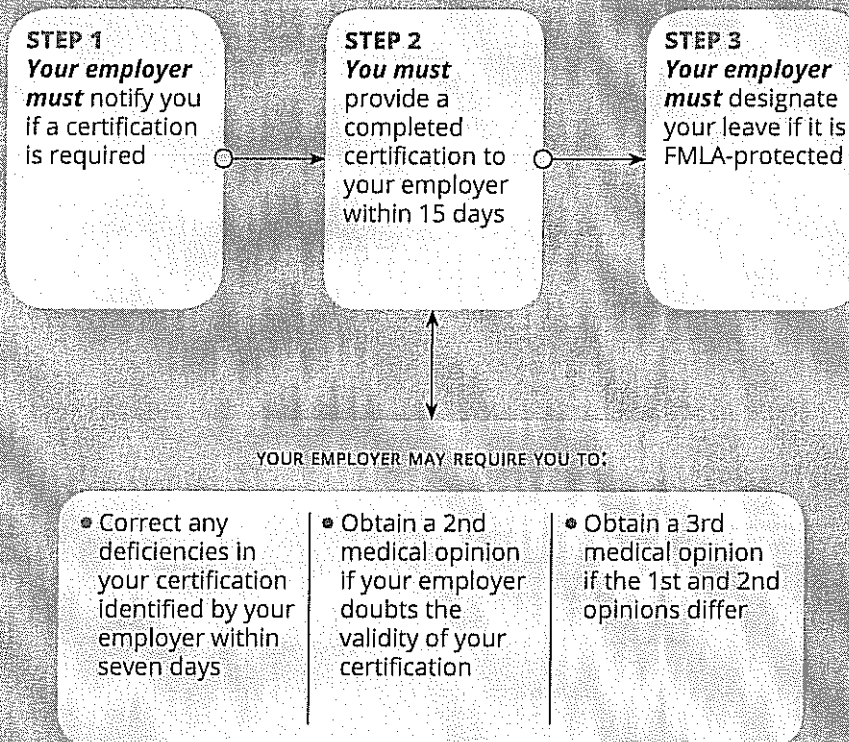 STEP 1
Your employer
must notify you
if a certification
is required
STEP 2
You must
provide a
completed
certification to
your employer
within 15 days
STEP 3
Your employer
must designate
your leave if it is
FMLA-protected
YOUR EMPLOYER MAY REQUIRE YOU TO:
• Correct any
deficiencies in
your certification
identified by your
employer within
seven days
• Obtain a 2nd
medical opinion
if your employer
doubts the
validity of your
certification
• Obtain a 3rd
medical opinion
if the 1st and 2nd
opinions differ